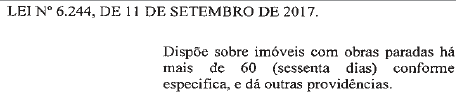 LEI Nº 6.244, DE 11 DE SETEMBRO DE 2017.
Dispõe sobre imóveis com obras paradas há
mais de 60 (sessenta dias) conforme
especifica, e dá outras providências.